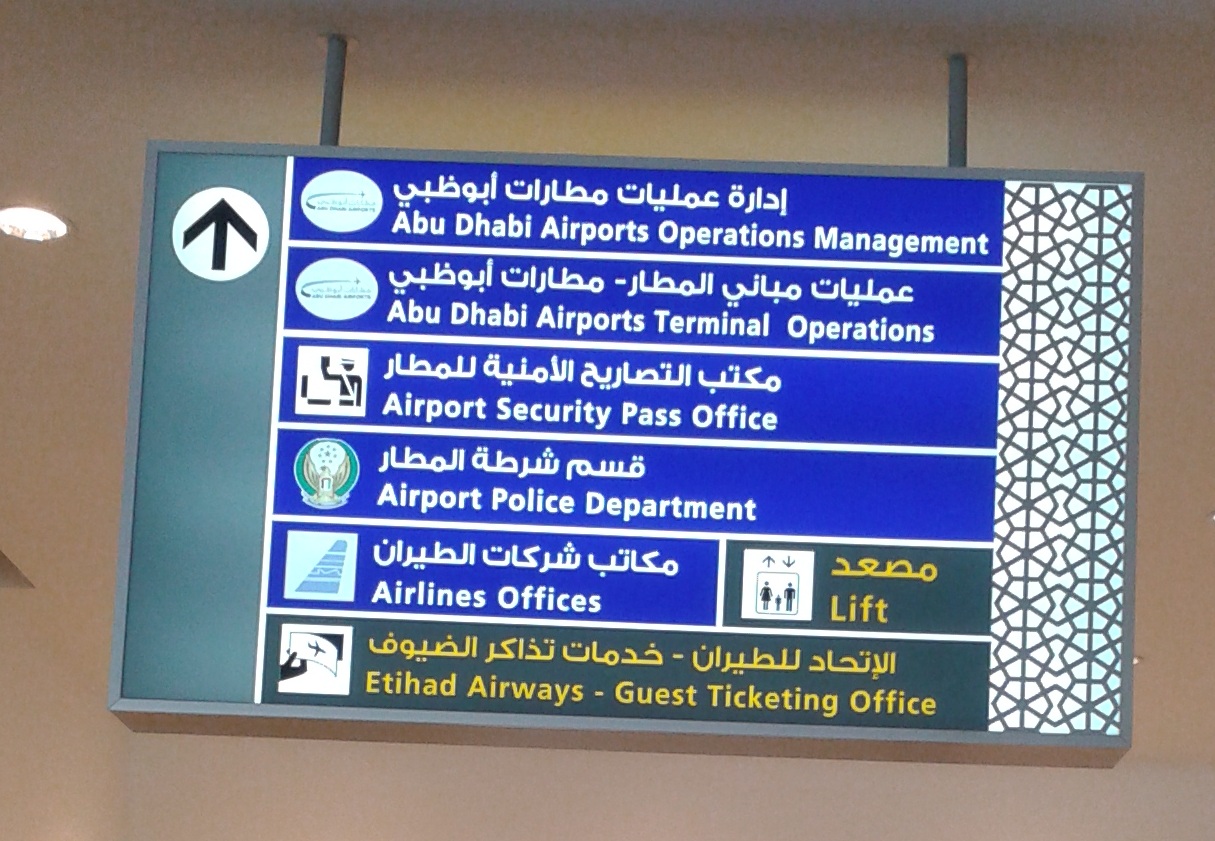 إدارة عمليات مطارات أبوظبي
Abu Dhabi Airports Operations Management
عمليات مباني المطار- مطارات أبوظبي
Abu Dhabi Airports Terminal Operations
مكتب التصاريح الأمنية للمطار
Airport Security Pass Office
قسم شرطة المطار
Airport Police Department
مكاتب شركات الطيران
Airlines Offices
مصعد
Lift
الإتحاد للطيران - خدمات تذاكر الضيوف
Etihad Airways - Guest Ticketing Office